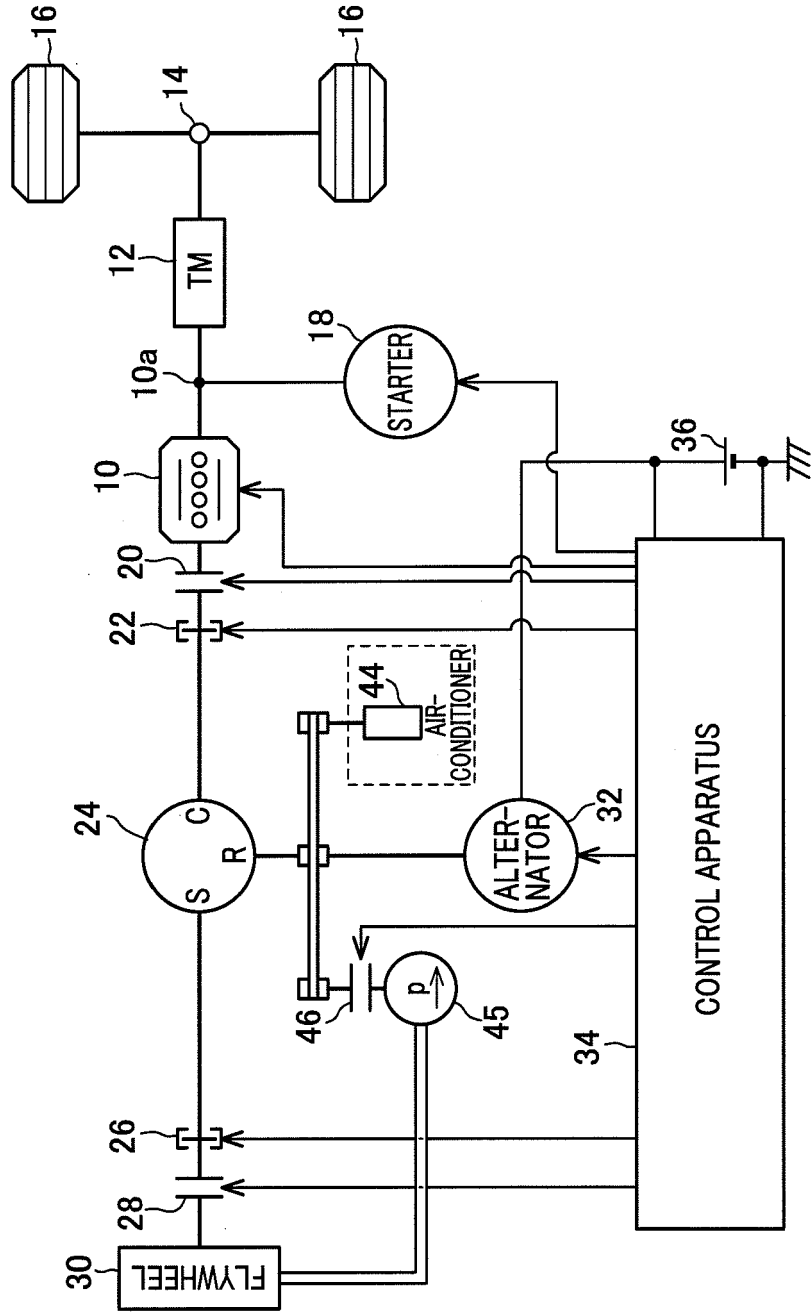 16
16
14
12
TM
10a
18
STARTER
10
20
22
36
44
AIR-
CONDITIONER
24
S
C
R
32
ALTER-
NATOR
46
p
45
34
CONTROL APPARATUS
26
28
30
FLYWHEEL